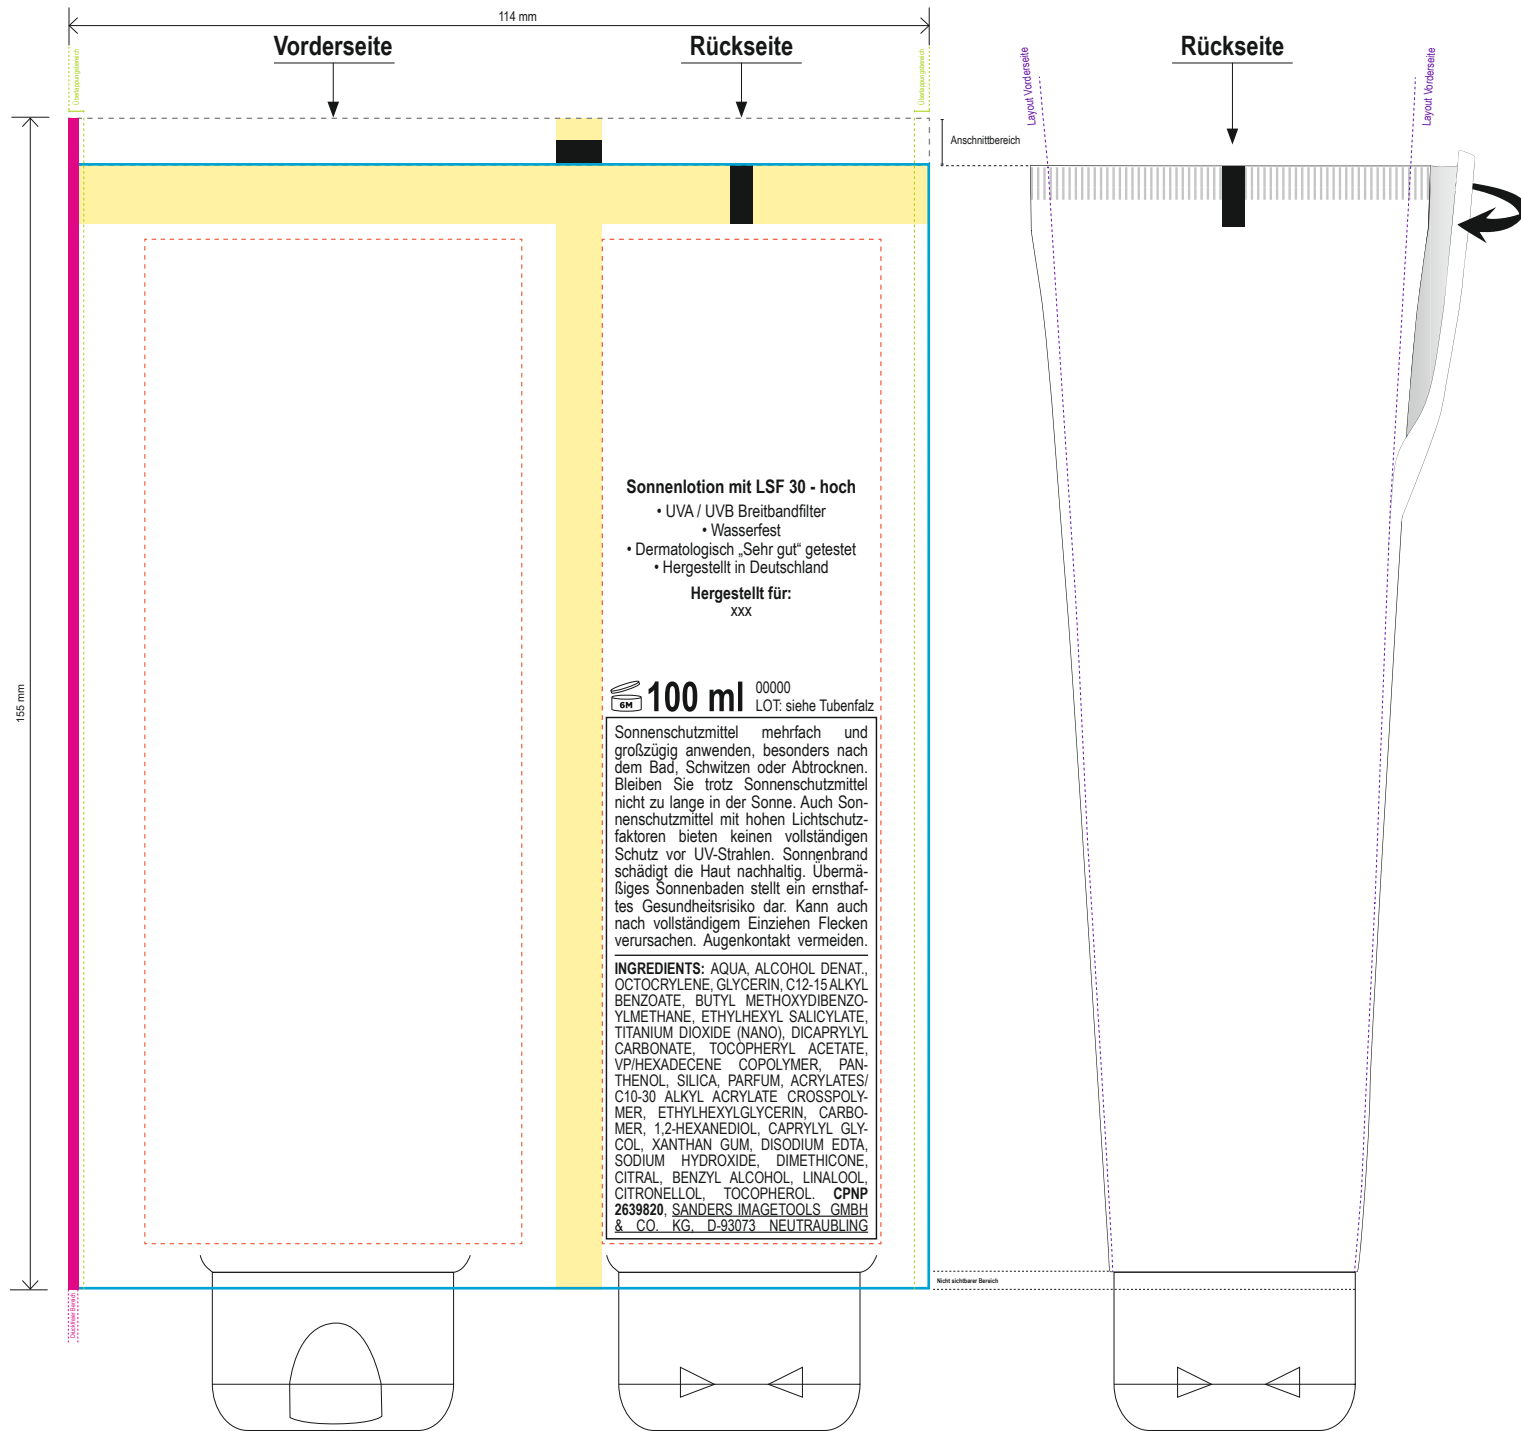 114 mm
Vorderseite
Rückseite
Rückseite
Überlappungsbereich
Überlappungsbereich
Layout Vorderseite
Layout Vorderseite
Anschnittbereich
155 mm
Sonnenlotion mit LSF 30 - hoch
• UVA / UVB Breitbandfilter
• Wasserfest
• Dermatologisch „Sehr gut“ getestet
• Hergestellt in Deutschland
Hergestellt für:
xxx
6M
100 ml
00000
LOT: siehe Tubenfalz
Sonnenschutzmittel mehrfach und
großzügig anwenden, besonders nach
dem Bad, Schwitzen oder Abtrocknen.
Bleiben Sie trotz Sonnenschutzmittel
nicht zu lange in der Sonne. Auch Son-
nenschutzmittel mit hohen Lichtschutz-
faktoren bieten keinen vollständigen
Schutz vor UV-Strahlen. Sonnenbrand
schädigt die Haut nachhaltig. Übermä-
ßiges Sonnenbaden stellt ein ernsthaf-
tes Gesundheitsrisiko dar. Kann auch
nach vollständigem Einziehen Flecken
verursachen. Augenkontakt vermeiden.
INGREDIENTS: AQUA, ALCOHOL DENAT.,
OCTOCRYLENE, GLYCERIN, C12-15 ALKYL
BENZOATE, BUTYL METHOXYDIBENZO-
YLMETHANE, ETHYLHEXYL SALICYLATE,
TITANIUM DIOXIDE (NANO), DICAPRYLYL
CARBONATE, TOCOPHERYL ACETATE,
VP/HEXADECENE COPOLYMER, PAN-
THENOL, SILICA, PARFUM, ACRYLATES/
C10-30 ALKYL ACRYLATE CROSSPOLY-
MER, ETHYLHEXYLGLYCERIN, CARBO-
MER, 1,2-HEXANEDIOL, CAPRYLYL GLY-
COL, XANTHAN GUM, DISODIUM EDTA,
SODIUM HYDROXIDE, DIMETHICONE,
CITRAL, BENZYL ALCOHOL, LINALOOL,
CITRONELLOL, TOCOPHEROL. CPNP
2639820, SANDERS IMAGETOOLS GMBH
& CO. KG, D-93073 NEUTRAUBLING
Nicht sichtbarer Bereich
Druckfreier Bereich